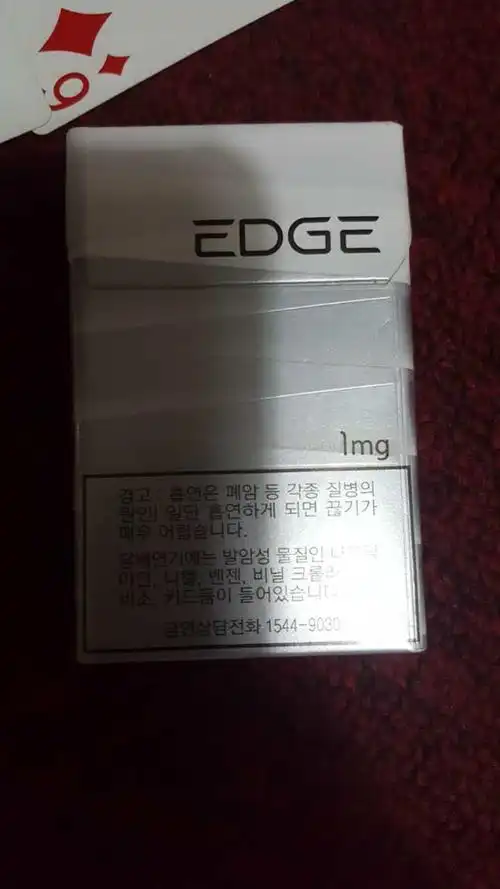 9
EDGE
1mg
경고 : 흡연은 폐암 등 각종 질병의
원인! 일단 흡연하게 되면 끊기가
매우 어렵습니다.
담배연기에는 발암성 물질인
니켈, 벤젠, 비닐
비소, 카드뮴이 들어있습니다
금연상담전화 1544-9030